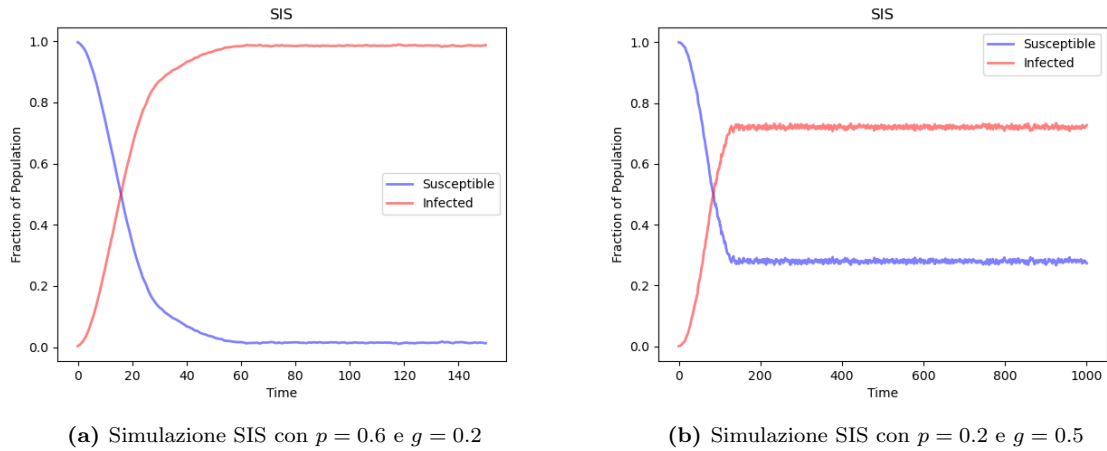 SIS
Fraction of Population
1.0
0.8
0.6
0.4
0.2
0.0
Susceptible
Infected
0 20 40 60 80 100 120 140
Time
(a) Simulazione SIS con p = 0.6 e g = 0.2
SIS
Fraction of Population
1.0
0.8
0.6
0.4
0.2
0.0
Susceptible
Infected
0 200 400 600 800 1000
Time
(b) Simulazione SIS con p = 0.2 e g = 0.5